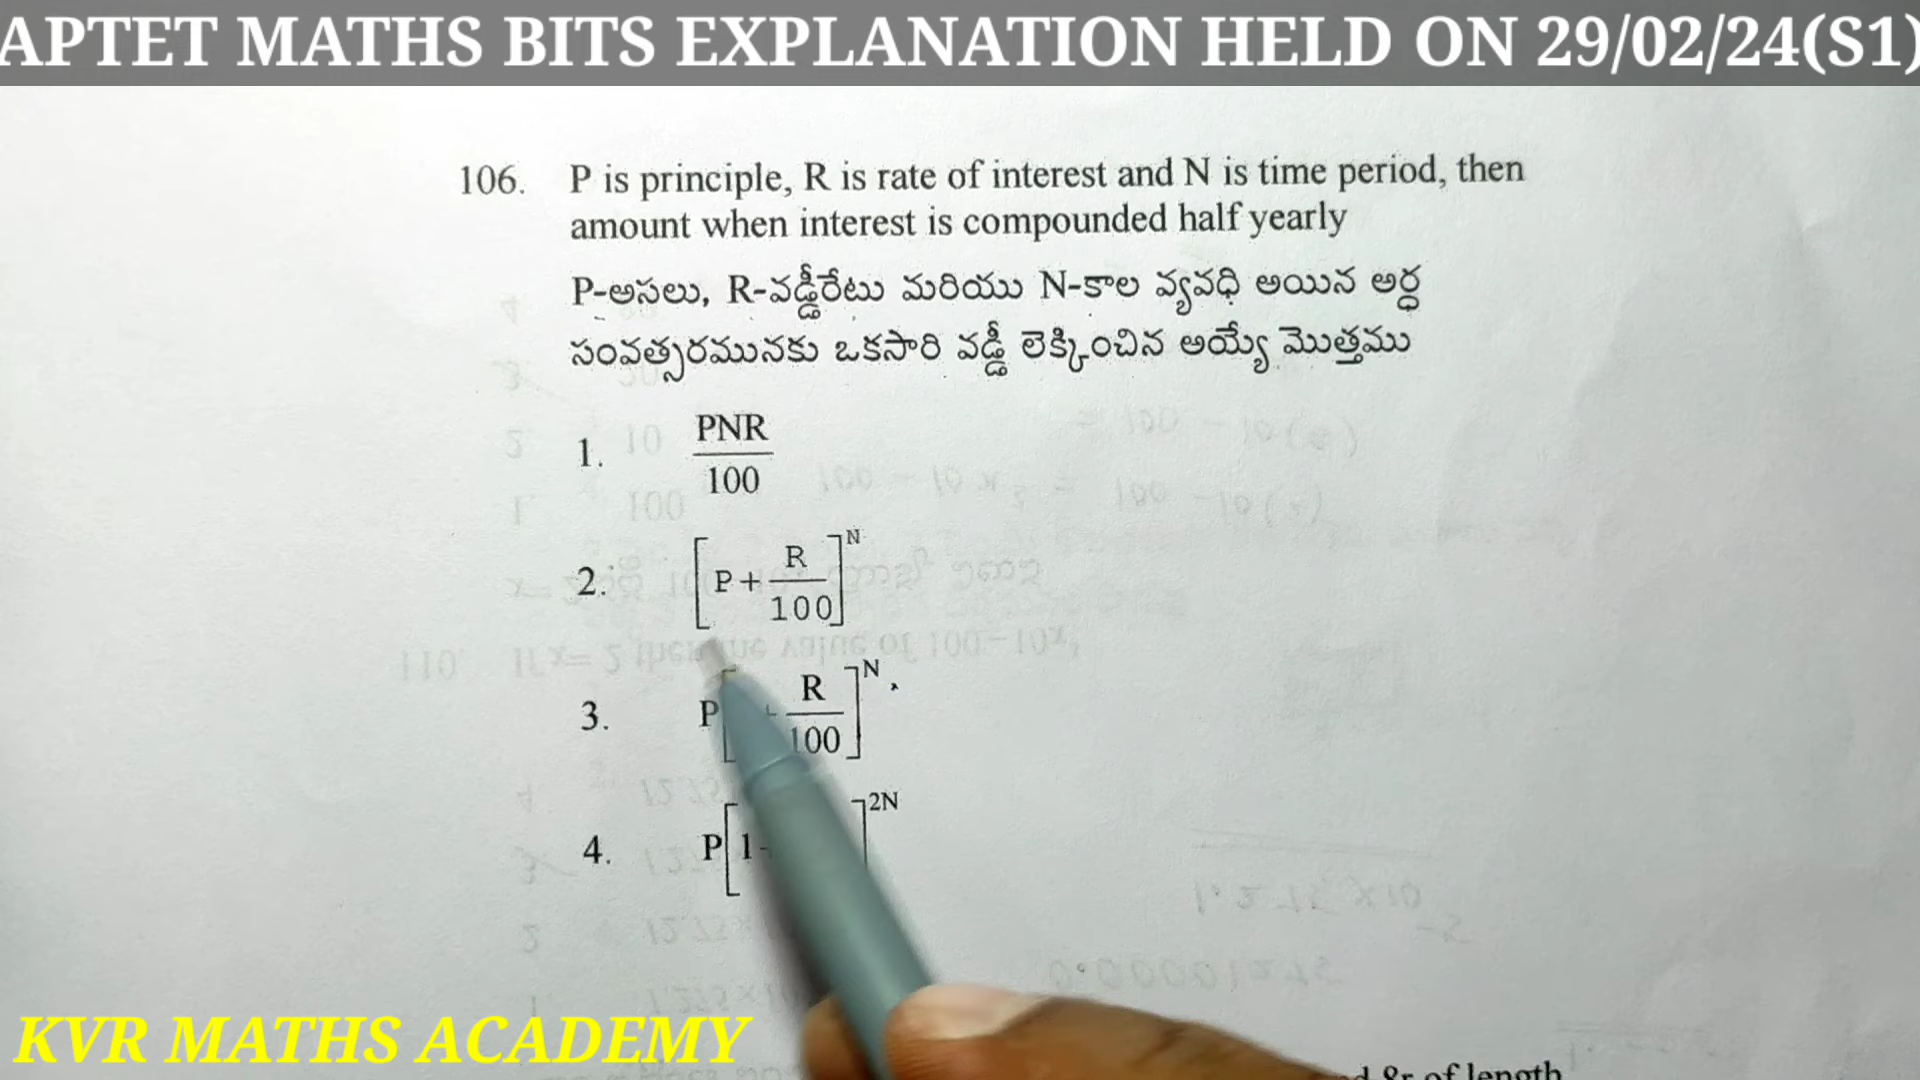 APTET MATHS BITS EXPLANATION HELD ON 29/02/24(S1)
106. P is principle, R is rate of interest and N is time period, then
amount when interest is compounded half yearly
P-అసలు, R-వడ్డీరేటు మరియు N-కాల వ్యవధి అయిన అర్ధ
సంవత్సరమునకు ఒకసారి వడ్డీ లెక్కించిన అయ్యే మొత్తము
1. PNR/100
2. [P + R/100]^N
3. P[ + R/100]^N
4. P[1 ]^2N
KVR MATHS ACADEMY
of length